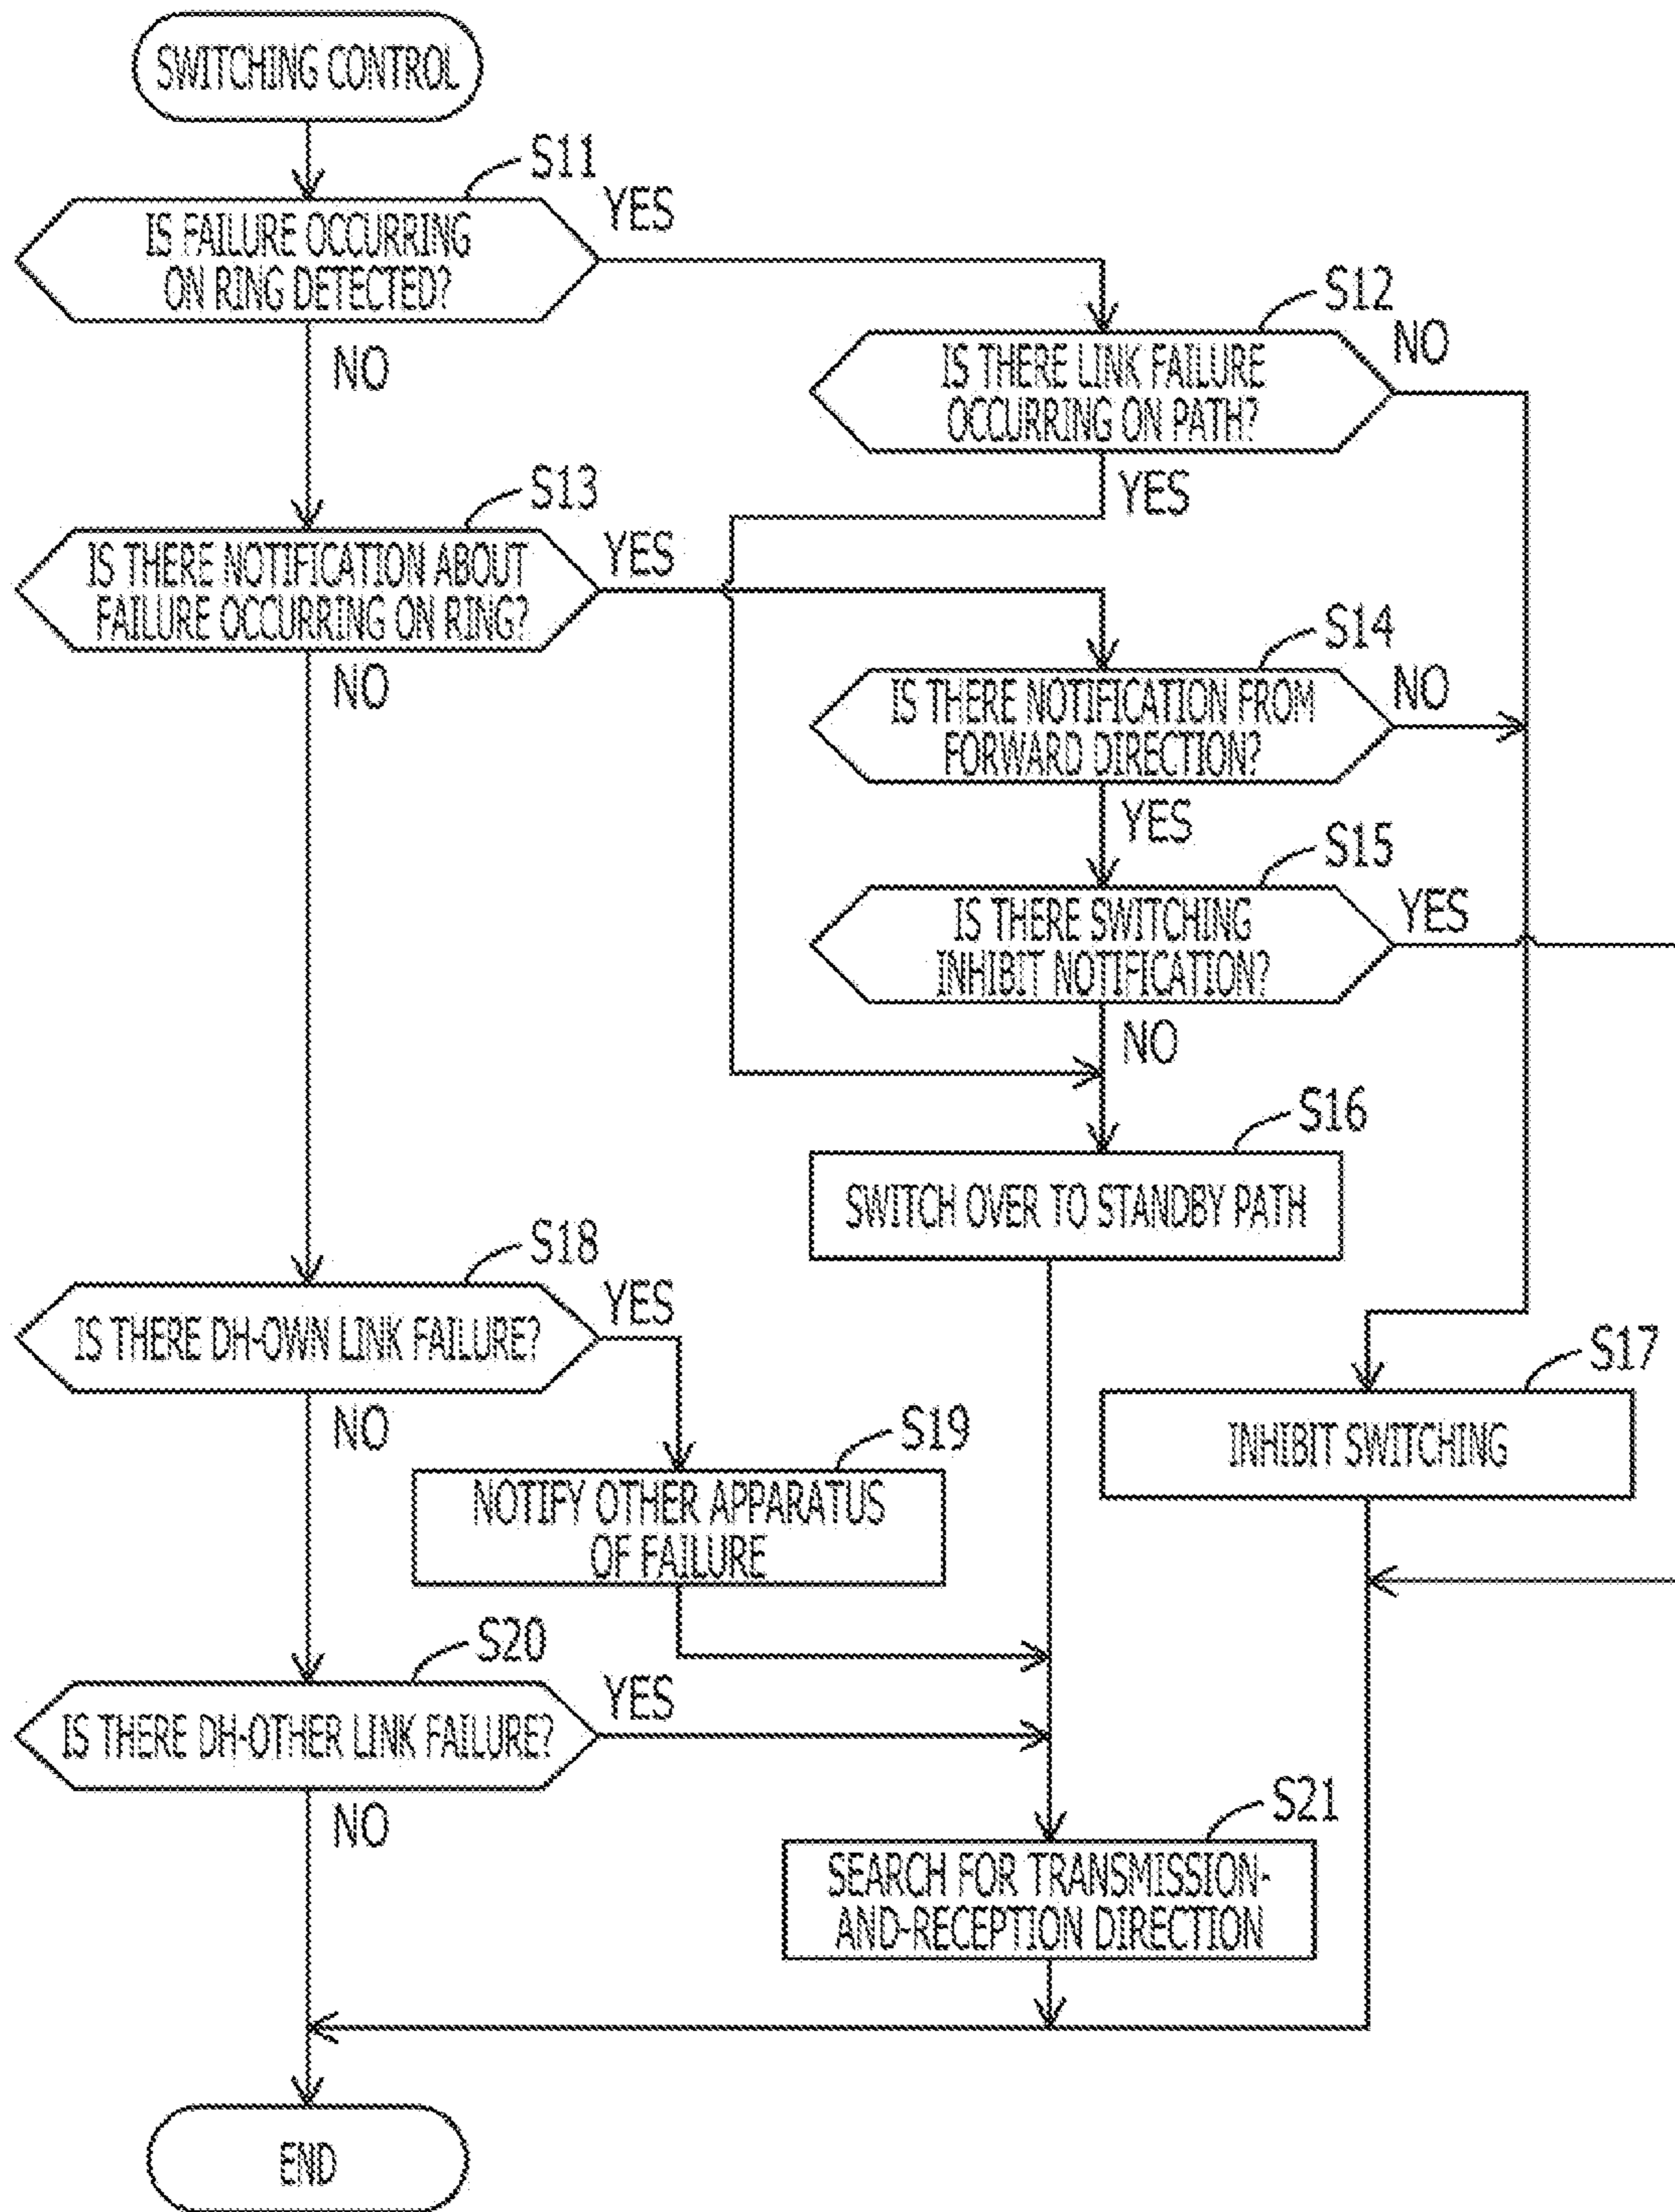 SWITCHING CONTROL
S11
IS FAILURE OCCURRING
ON RING DETECTED?
YES
NO
S12
IS THERE LINK FAILURE
OCCURRING ON PATH?
NO
YES
S13
IS THERE NOTIFICATION ABOUT
FAILURE OCCURRING ON RING?
YES
NO
S14
IS THERE NOTIFICATION FROM
FORWARD DIRECTION?
NO
YES
S15
IS THERE SWITCHING
INHIBIT NOTIFICATION?
YES
NO
S16
SWITCH OVER TO STANDBY PATH
S17
INHIBIT SWITCHING
S18
IS THERE DH-OWN LINK FAILURE?
YES
NO
S19
NOTIFY OTHER APPARATUS
OF FAILURE
S20
IS THERE DH-OTHER LINK FAILURE?
YES
NO
S21
SEARCH FOR TRANSMISSION-
AND-RECEPTION DIRECTION
END